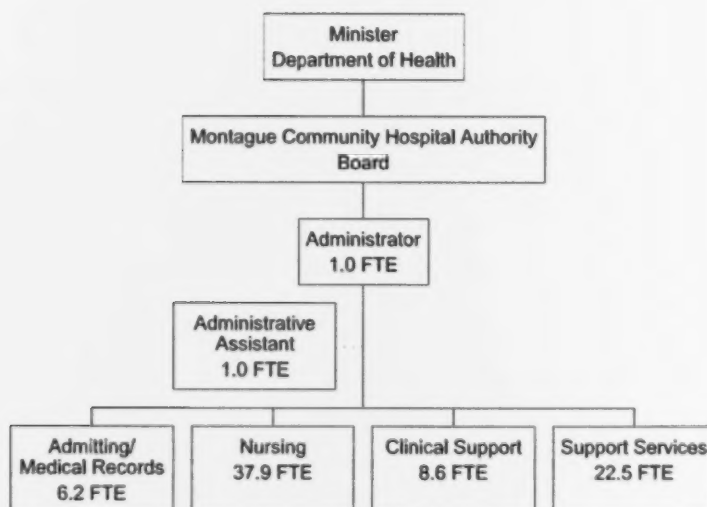 Minister
Department of Health
Montague Community Hospital Authority
Board
Administrator
1.0 FTE
Administrative
Assistant
1.0 FTE
Admitting/
Medical Records
6.2 FTE
Nursing
37.9 FTE
Clinical Support
8.6 FTE
Support Services
22.5 FTE